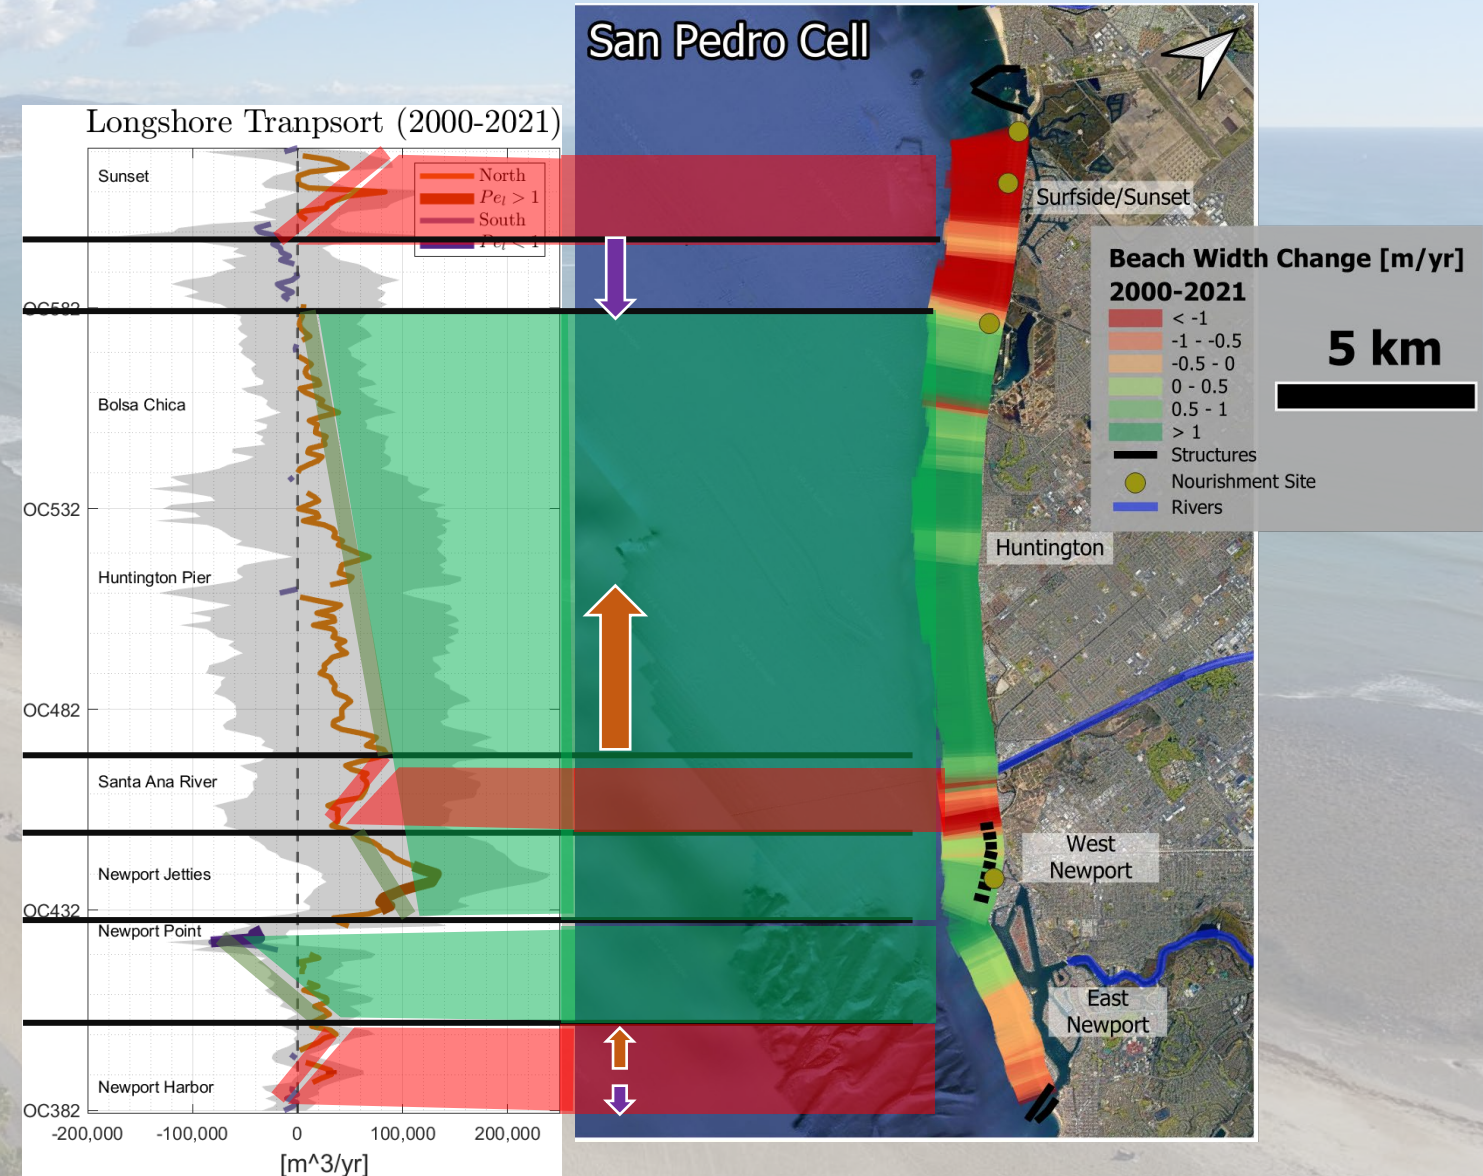 San Pedro Cell
Longshore Tranpsort (2000-2021)
North
Pe_l > 1
South
Pe_l < 1
Sunset
OC582
Bolsa Chica
OC532
Huntington Pier
OC482
Santa Ana River
Newport Jetties
OC432
Newport Point
Newport Harbor
OC382
-200,000
-100,000
0
100,000
200,000
[m^3/yr]
Surfside/Sunset
Huntington
West
Newport
East
Newport
Beach Width Change [m/yr]
2000-2021
< -1
-1 - -0.5
-0.5 - 0
0 - 0.5
0.5 - 1
> 1
Structures
Nourishment Site
Rivers
5 km